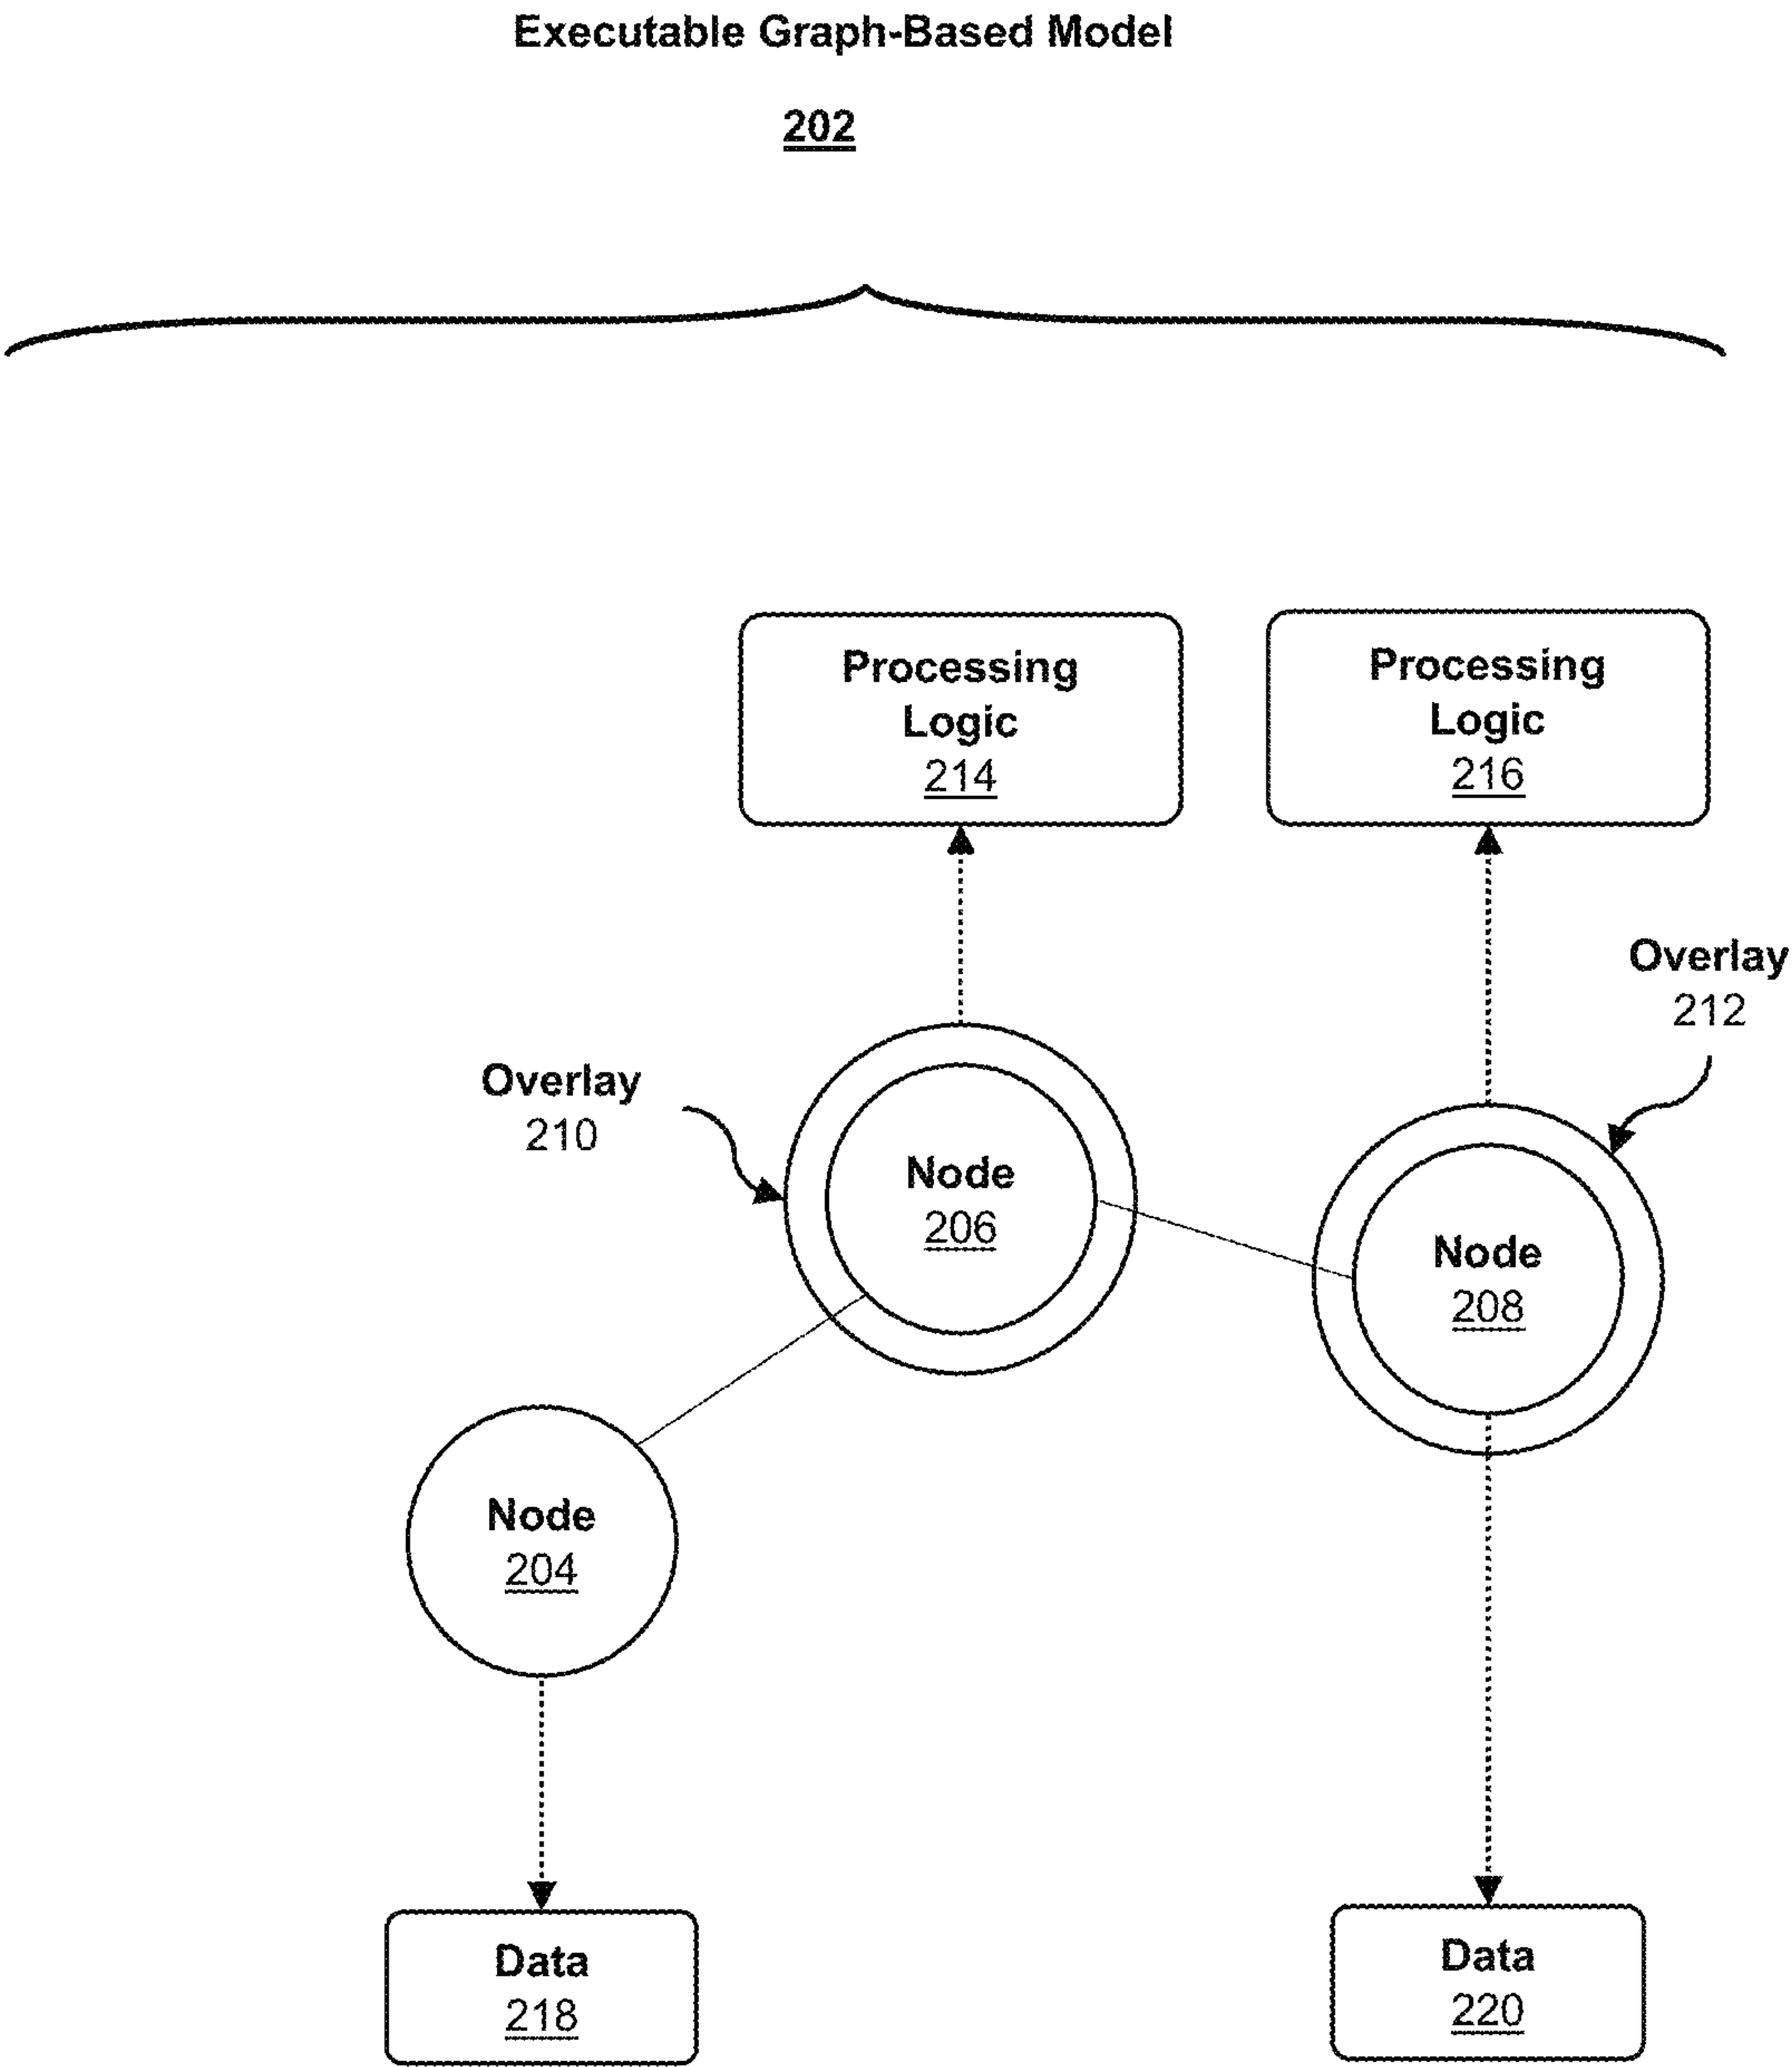 Executable Graph-Based Model
202
Processing
Logic
214
Processing
Logic
216
Overlay
212
Overlay
210
Node
206
Node
208
Node
204
Data
218
Data
220